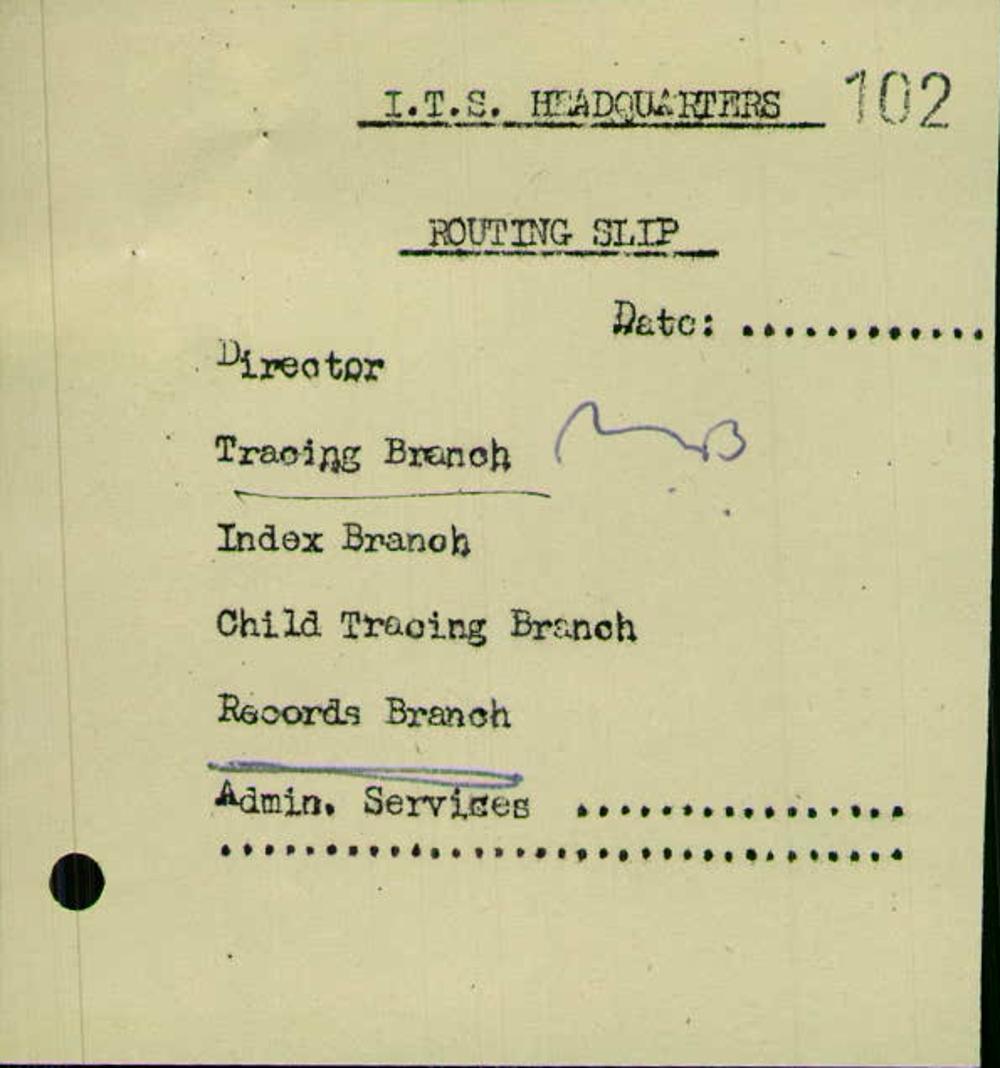 I.T.S. HEADQUARTERS 102
ROUTING SLIP
Date: .............
Director
Tracing Branch
Index Branch
Child Tracing Branch
Records Branch
Admin. Services ................
..................................